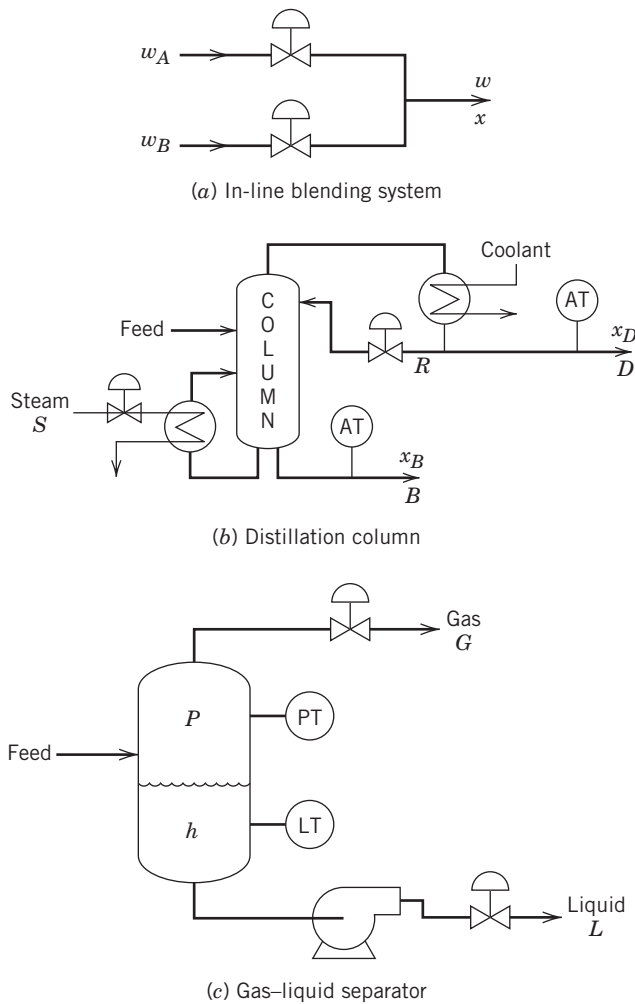 w_A
w
x
w_B
(a) In-line blending system
Coolant
COLUMN
AT
Feed
x_D
R
D
Steam
S
AT
x_B
B
(b) Distillation column
Gas
G
P
PT
Feed
h
LT
Liquid
L
(c) Gas–liquid separator